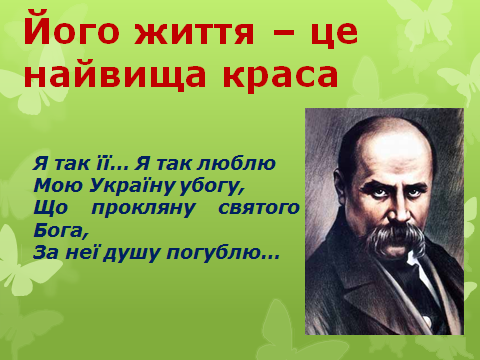 Його життя – це
найвища краса
Я так її... Я так люблю
Мою Україну убогу,
Що прокляну святого
Бога,
За неї душу погублю...